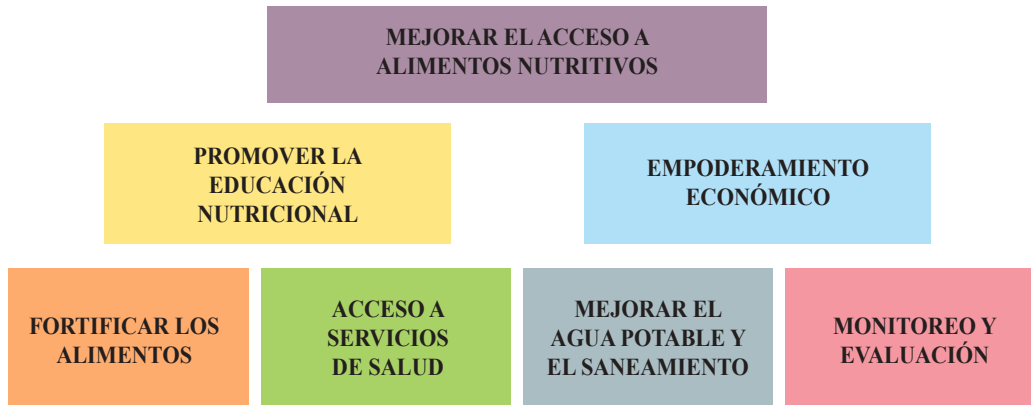 MEJORAR EL ACCESO A
ALIMENTOS NUTRITIVOS
PROMOVER LA
EDUCACIÓN
NUTRICIONAL
EMPODERAMIENTO
ECONÓMICO
FORTIFICAR LOS
ALIMENTOS
ACCESO A
SERVICIOS
DE SALUD
MEJORAR EL
AGUA POTABLE Y
EL SANEAMIENTO
MONITOREO Y
EVALUACIÓN